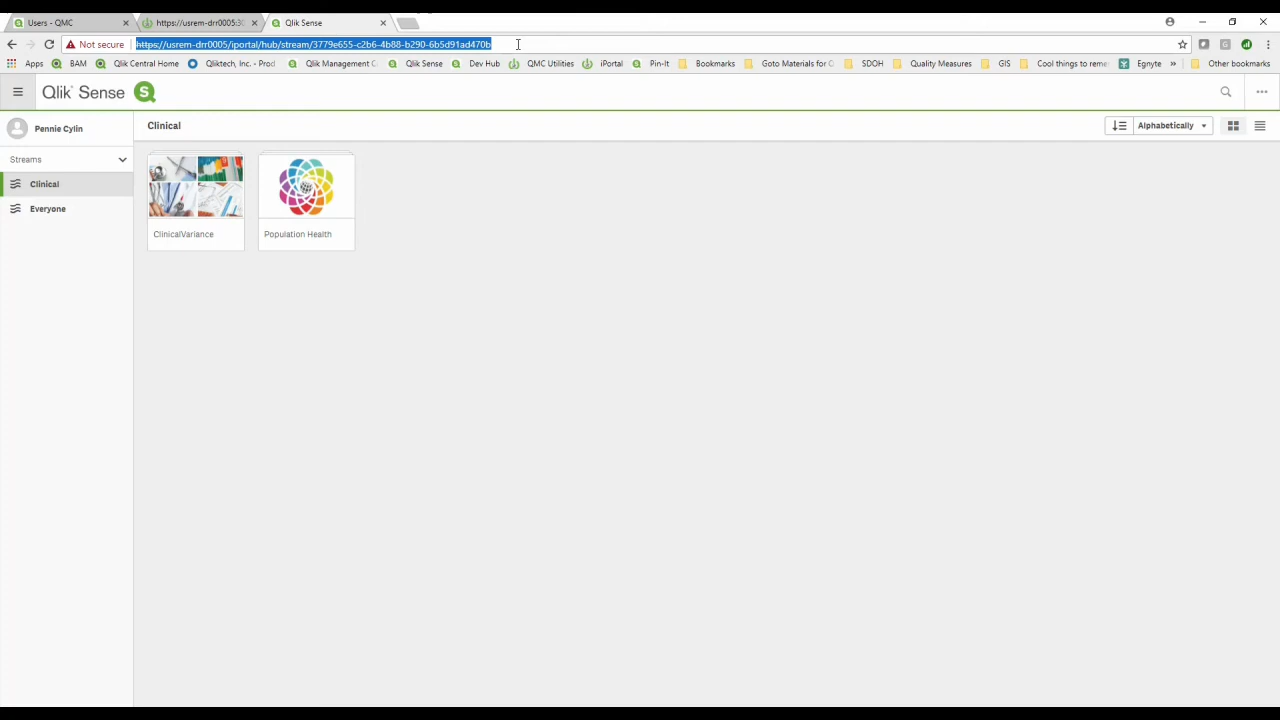 Users - QMC
https://usrem-drr0005:30
Qlik Sense
Not secure
https://usrem-drr0005/iportal/hub/stream/3779e655-c2b6-4b88-b290-6b5d91ad470b
Apps BAM Qlik Central Home Qliktech, Inc. - Prod Qlik Management C Qlik Sense Dev Hub QMC Utilities iPortal Pin-It Bookmarks Goto Materials for C SDOH Quality Measures GIS Cool things to reme Egnyte » Other bookmarks
Qlik Sense
Pennie Cylin
Clinical
Alphabetically
Streams
Clinical
Everyone
ClinicalVariance
Population Health